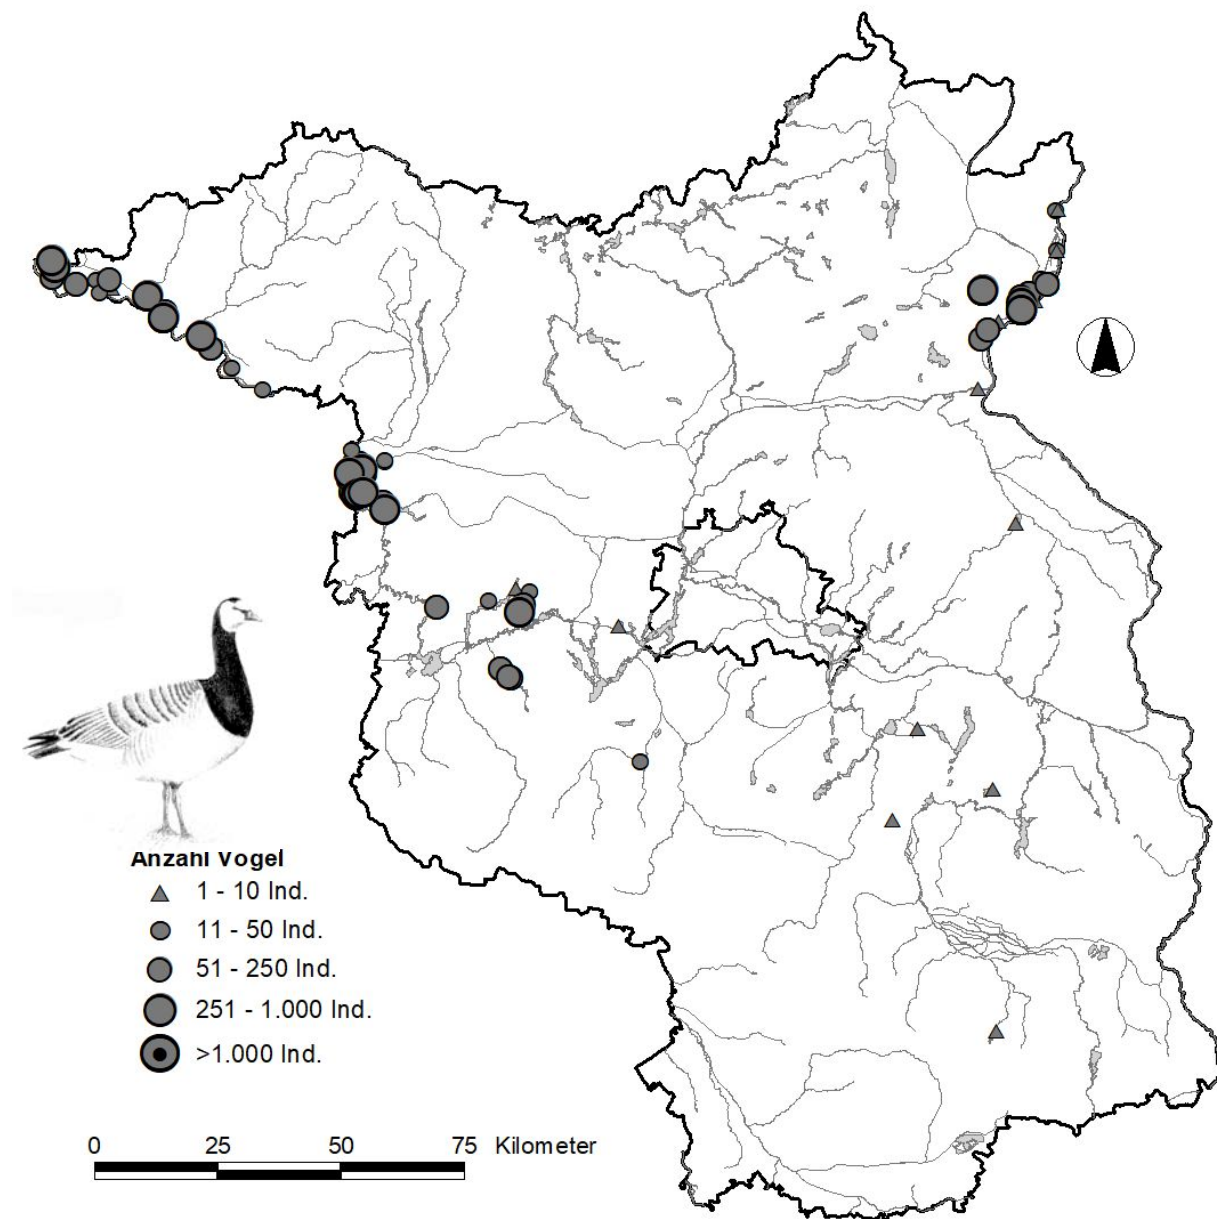 Anzahl Vogel
1 - 10 Ind.
11 - 50 Ind.
51 - 250 Ind.
251 - 1.000 Ind.
>1.000 Ind.
0 25 50 75 Kilometer